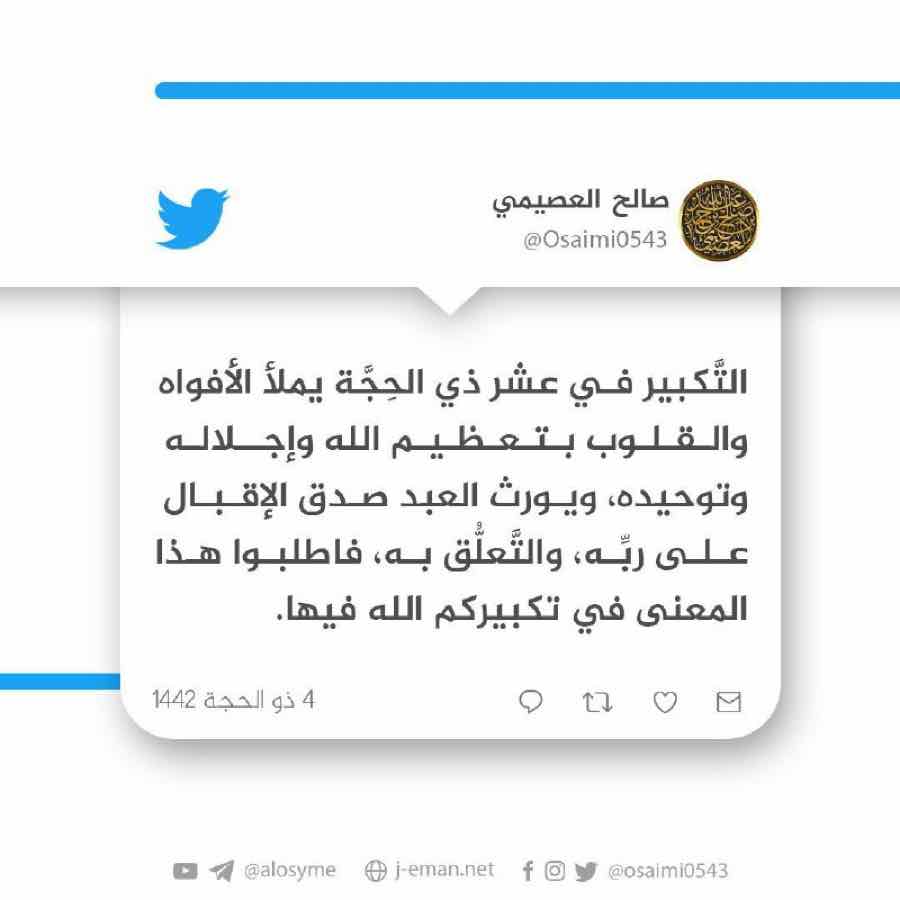 صالح العصيمي
@Osaimi0543
التَّكبير في عشر ذي الحِجَّة يملأ الأفواه
والقلوب بتعظيم الله وإجلاله
وتوحيده، ويورث العبد صدق الإقبال
على ربِّه، والتَّعلُّق به، فاطلبوا هذا
المعنى في تكبيركم الله فيها.
4 ذو الحجة 1442
@alosyme j-eman.net @osaimi0543